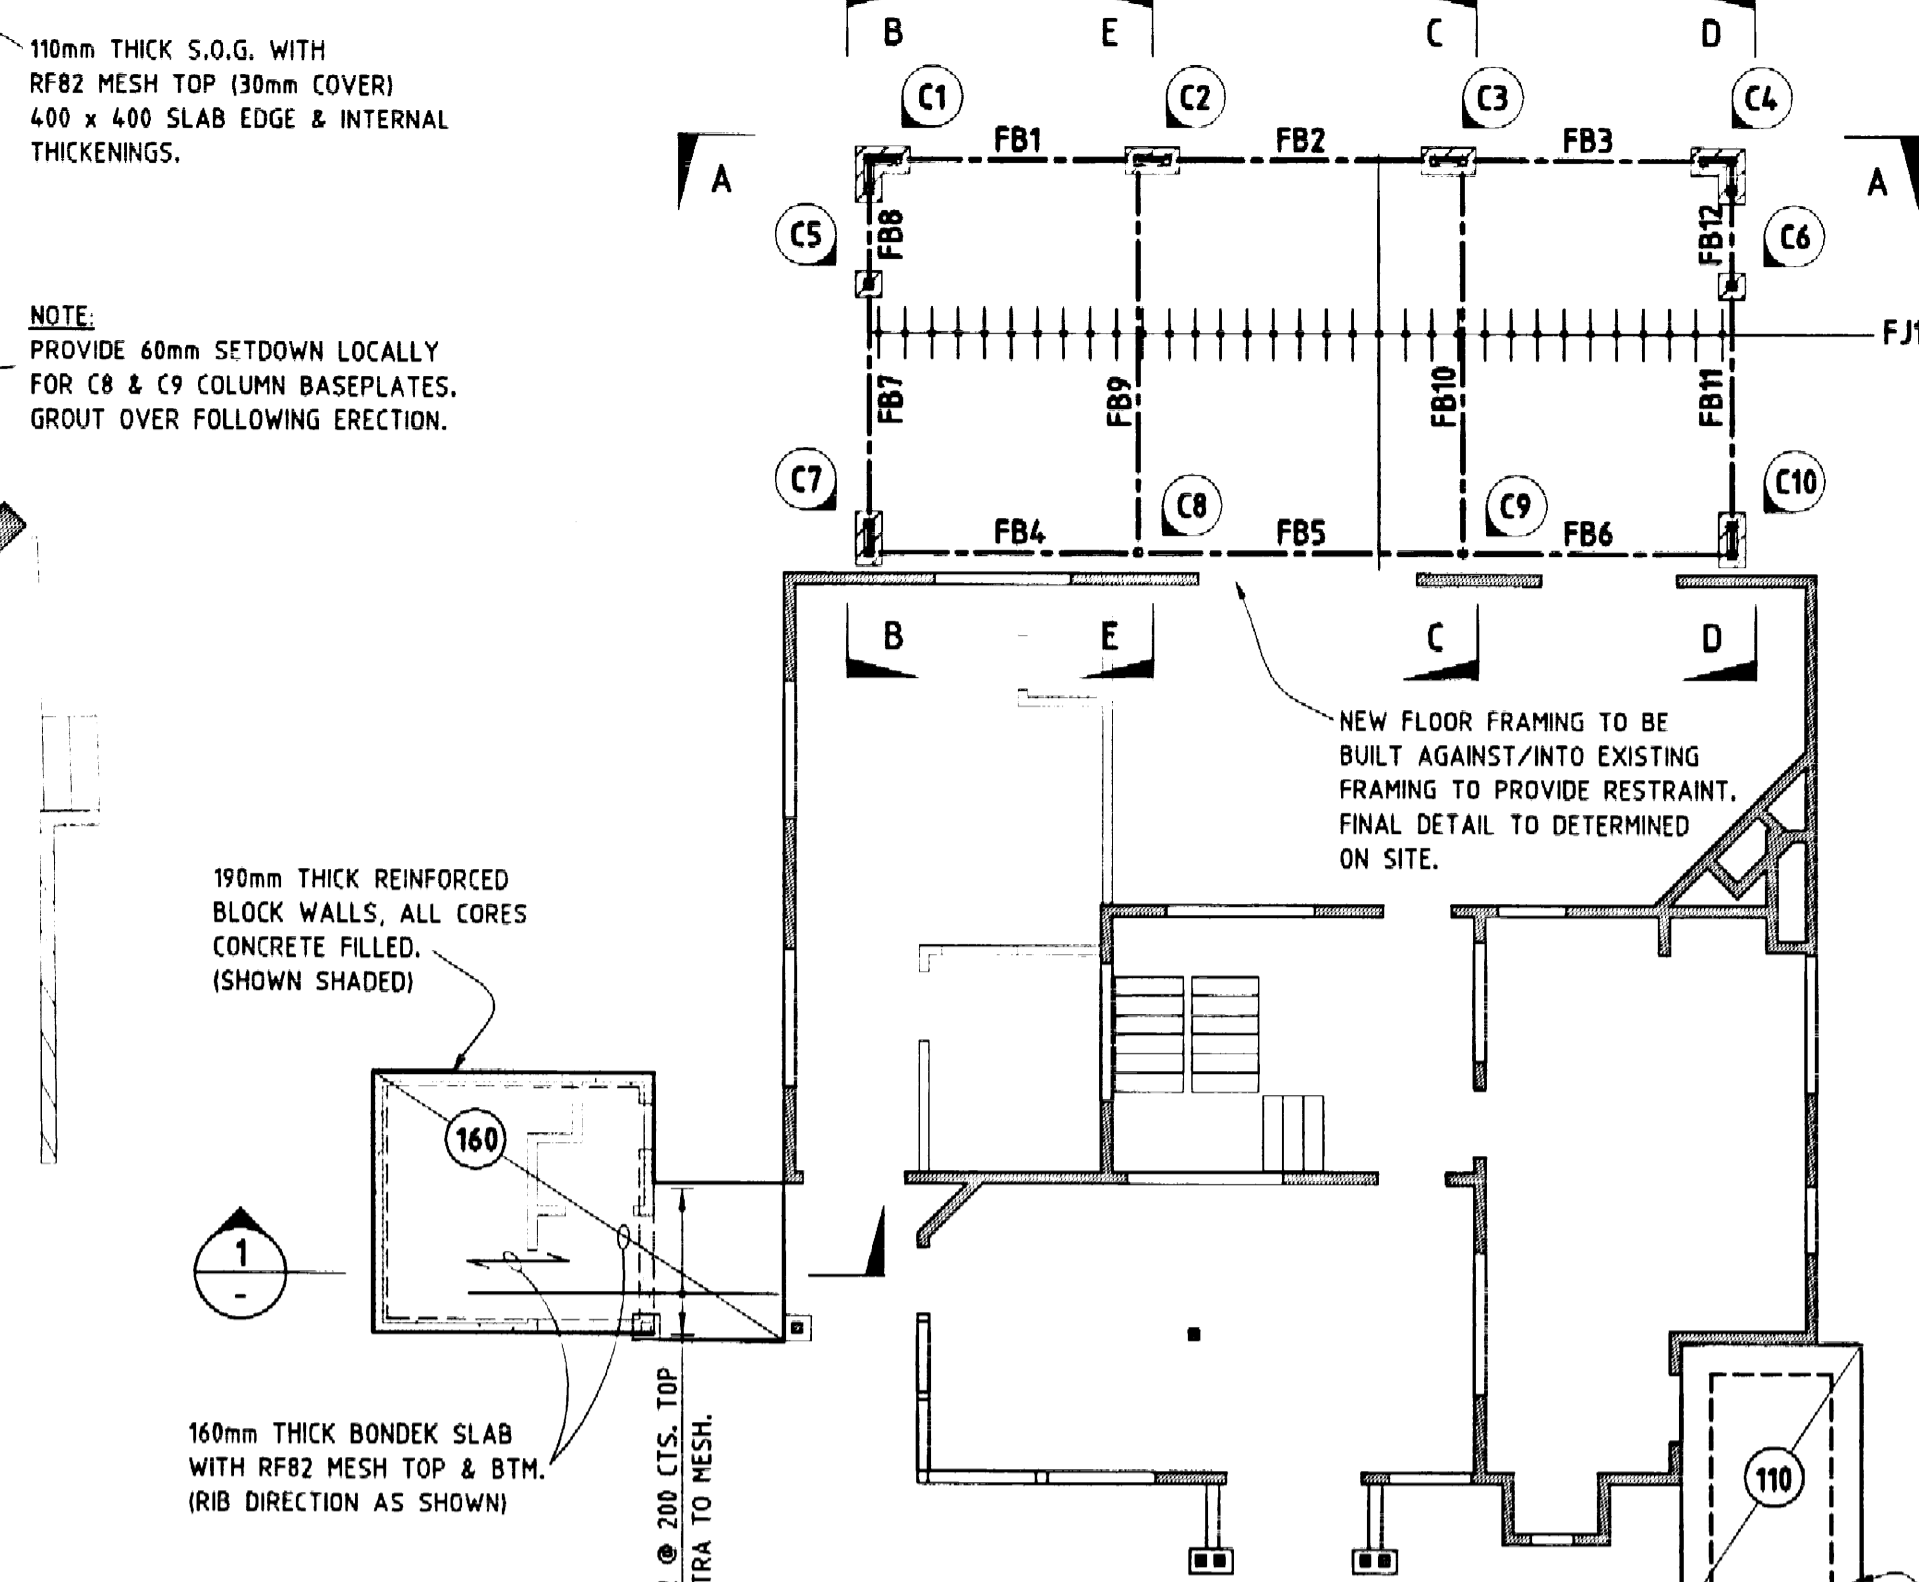 110mm THICK S.O.G. WITH
RF82 MESH TOP (30mm COVER)
400 x 400 SLAB EDGE & INTERNAL
THICKENINGS.
B
E
C
D
C1
C2
C3
C4
FB1
FB2
FB3
A
A
C5
FB8
FB12
C6
NOTE:
PROVIDE 60mm SETDOWN LOCALLY
FOR C8 & C9 COLUMN BASEPLATES.
GROUT OVER FOLLOWING ERECTION.
FJ1
FB7
FB9
FB10
FB11
C7
C8
C9
C10
FB4
FB5
FB6
B
E
C
D
NEW FLOOR FRAMING TO BE
BUILT AGAINST/INTO EXISTING
FRAMING TO PROVIDE RESTRAINT.
FINAL DETAIL TO DETERMINED
ON SITE.
190mm THICK REINFORCED
BLOCK WALLS, ALL CORES
CONCRETE FILLED.
(SHOWN SHADED)
160
1
-
160mm THICK BONDEK SLAB
WITH RF82 MESH TOP & BTM.
(RIB DIRECTION AS SHOWN)
@ 200 CTS. TOP
TRA TO MESH.
110